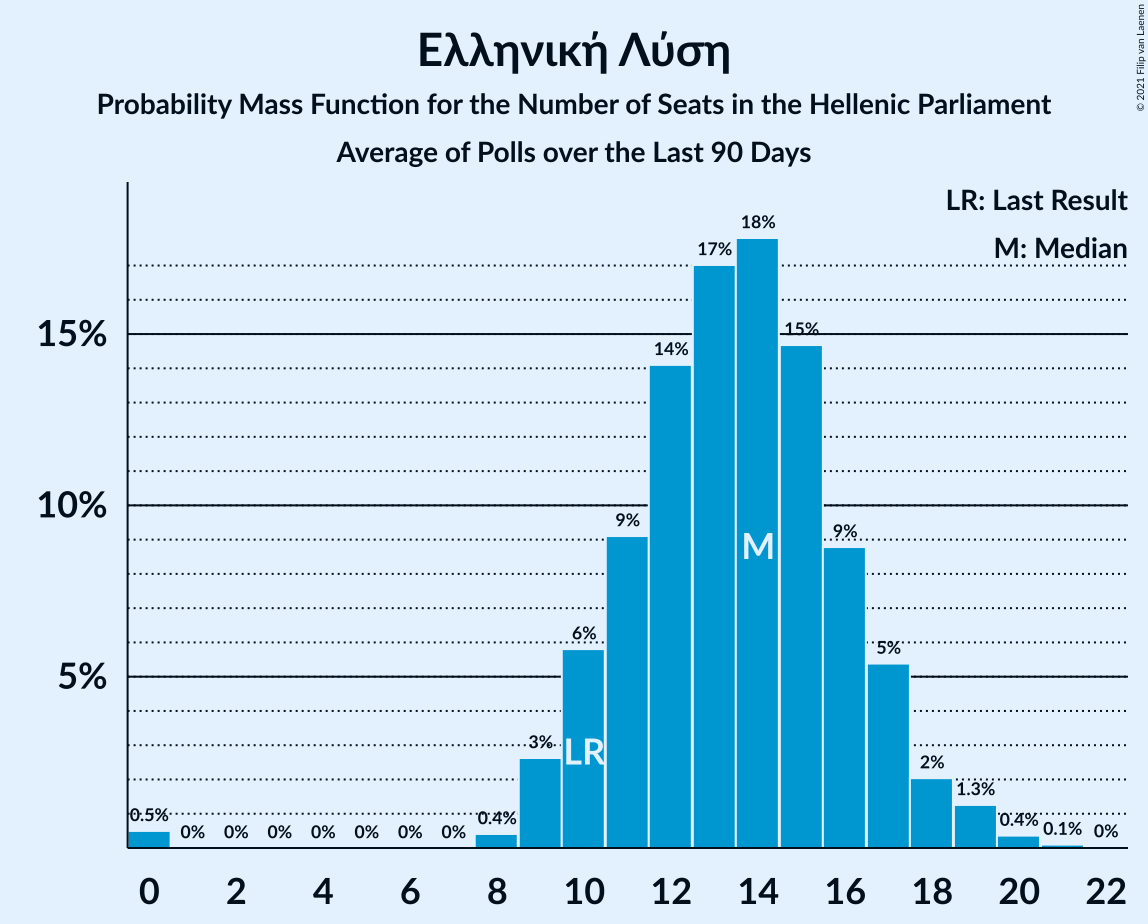 Ελληνική Λύση
Probability Mass Function for the Number of Seats in the Hellenic Parliament
Average of Polls over the Last 90 Days
© 2021 Filip van Laenen
LR: Last Result
M: Median
15%
10%
5%
0.5% 0% 0% 0% 0% 0% 0% 0% 0.4% 3% 6% 9% 14% 17% 18% 15% 9% 5% 2% 1.3% 0.4% 0.1% 0%
LR M
0 2 4 6 8 10 12 14 16 18 20 22